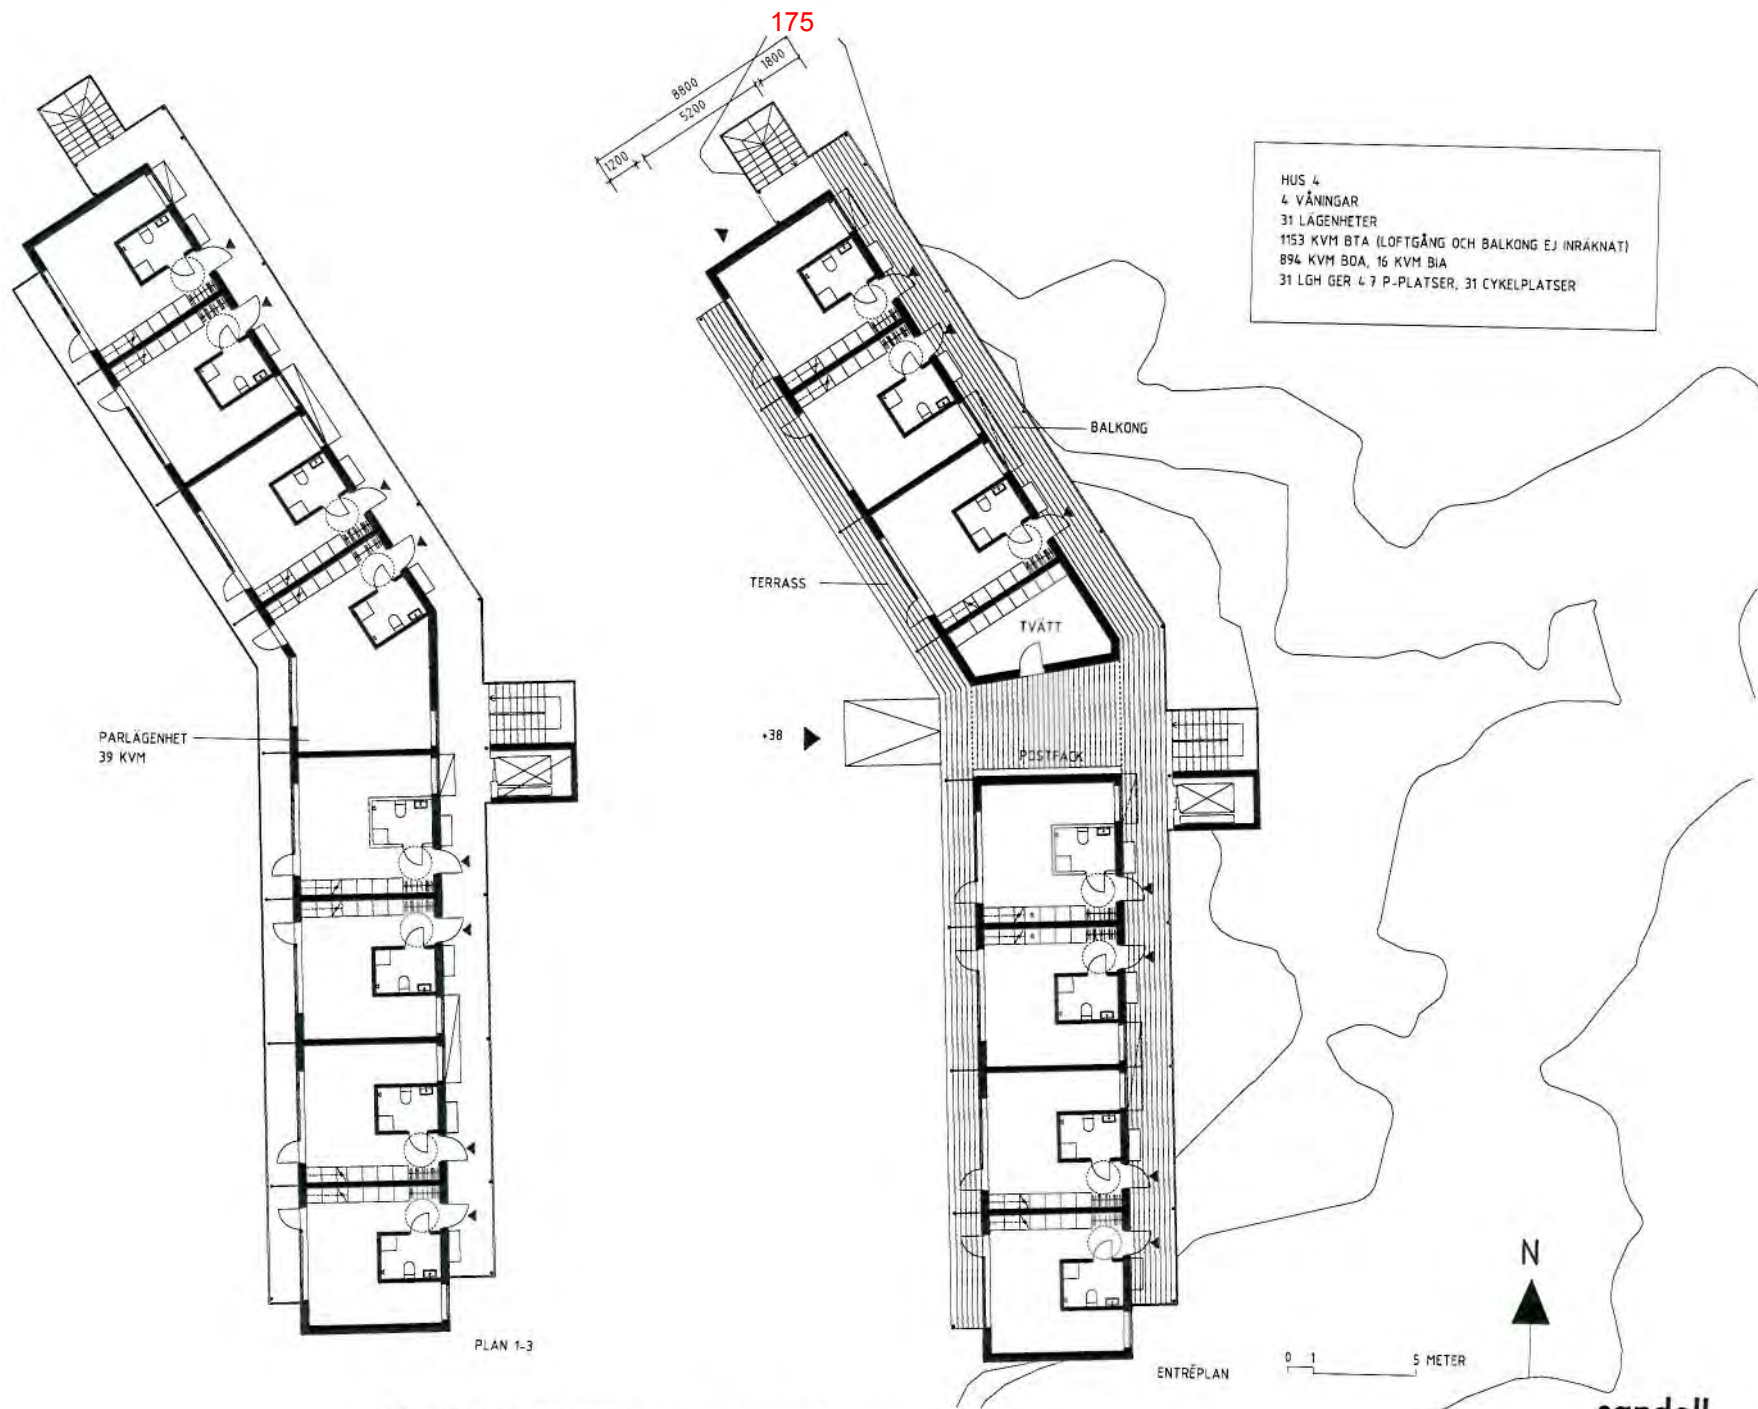 175
8800
1800
5200
1200
HUS 4
4 VÅNINGAR
31 LÄGENHETER
1153 KVM BTA (LOFTGÅNG OCH BALKONG EJ INRÄKNAT)
894 KVM BOA, 16 KVM BIA
31 LGH GER 4.7 P-PLATSER, 31 CYKELPLATSER
BALKONG
TERRASS
TVÄTT
PARLÄGENHET
39 KVM
+38
POSTFACK
PLAN 1-3
ENTRÉPLAN
0 1 5 METER
N